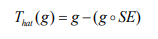 T_hat(g) = g − (g ∘ SE)